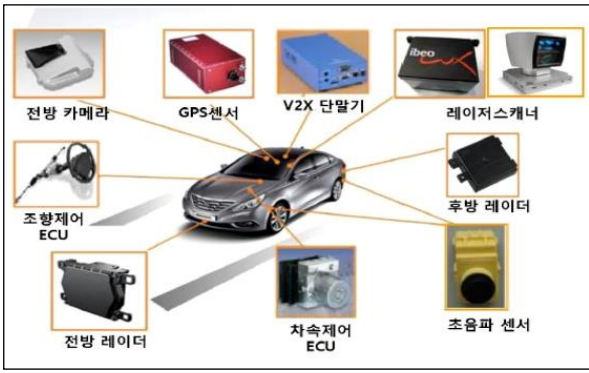 전방 카메라
GPS센서
V2X 단말기
ibeo
LUX
레이저스캐너
조향제어
ECU
후방 레이더
전방 레이더
차속제어
ECU
초음파 센서